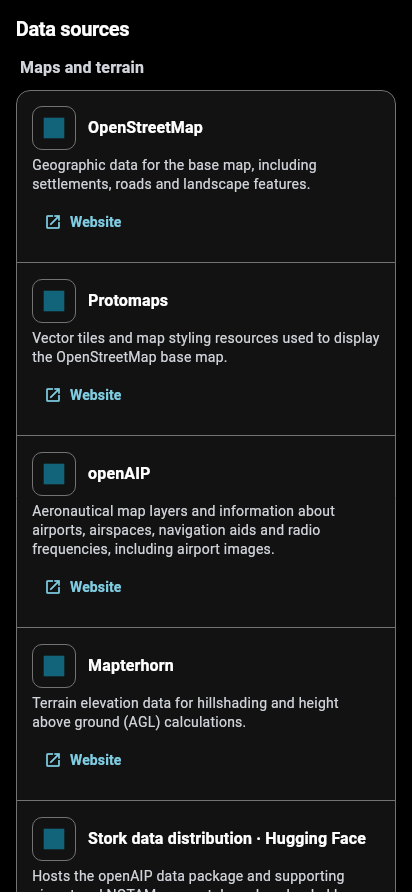 Data sources
Maps and terrain
OpenStreetMap
Geographic data for the base map, including
settlements, roads and landscape features.
Website
Protomaps
Vector tiles and map styling resources used to display
the OpenStreetMap base map.
Website
openAIP
Aeronautical map layers and information about
airports, airspaces, navigation aids and radio
frequencies, including airport images.
Website
Mapterhorn
Terrain elevation data for hillshading and height
above ground (AGL) calculations.
Website
Stork data distribution · Hugging Face
Hosts the openAIP data package and supporting